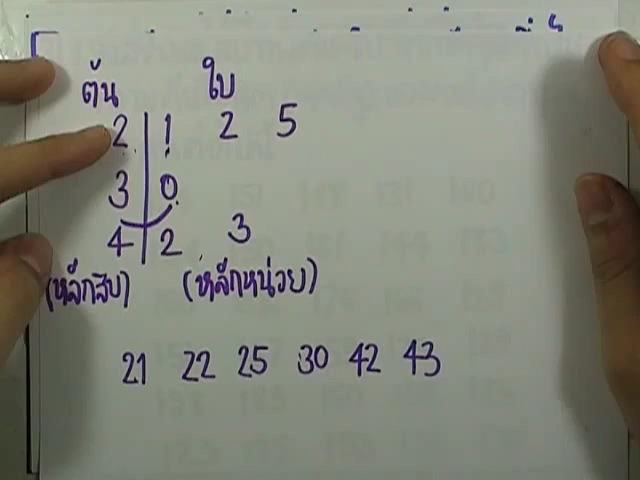 ต้น ใบ
2 1 2 5
3 0
4 2 3
(หลักสิบ) (หลักหน่วย)
21 22 25 30 42 43